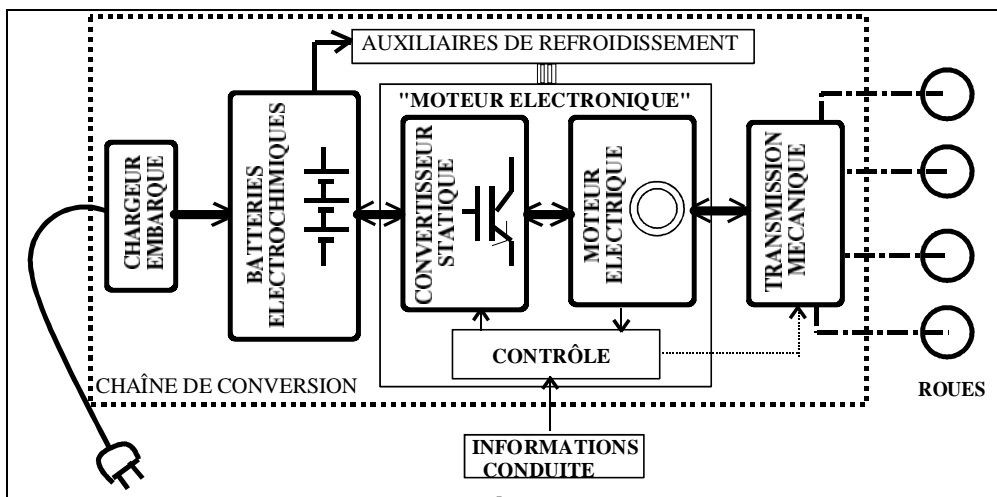 AUXILIAIRES DE REFROIDISSEMENT
"MOTEUR ELECTRONIQUE"
CHARGEUR
EMBARQUE
BATTERIES
ELECTROCHIMIQUES
CONVERTISSEUR
STATIQUE
MOTEUR
ELECTRIQUE
TRANSMISSION
MECANIQUE
CONTRÔLE
CHAÎNE DE CONVERSION
ROUES
INFORMATIONS
CONDUITE